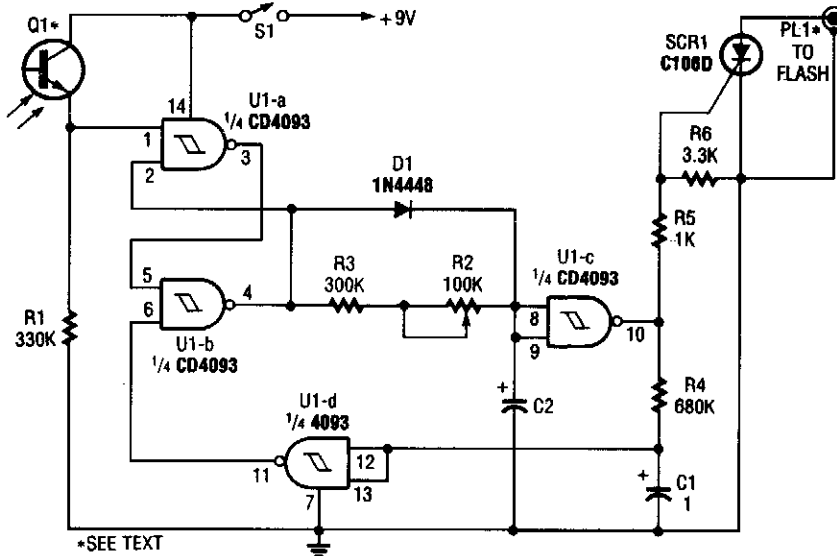 Q1*
S1
+9V
SCR1
C106D
PL1*
TO
FLASH
U1-a
1/4 CD4093
14
1
2
3
D1
1N4448
R6
3.3K
R5
1K
5
6
4
U1-b
1/4 CD4093
R3
300K
R2
100K
U1-c
1/4 CD4093
8
9
10
R1
330K
R4
680K
U1-d
1/4 4093
11
12
13
7
+
C2
+
C1
1
*SEE TEXT